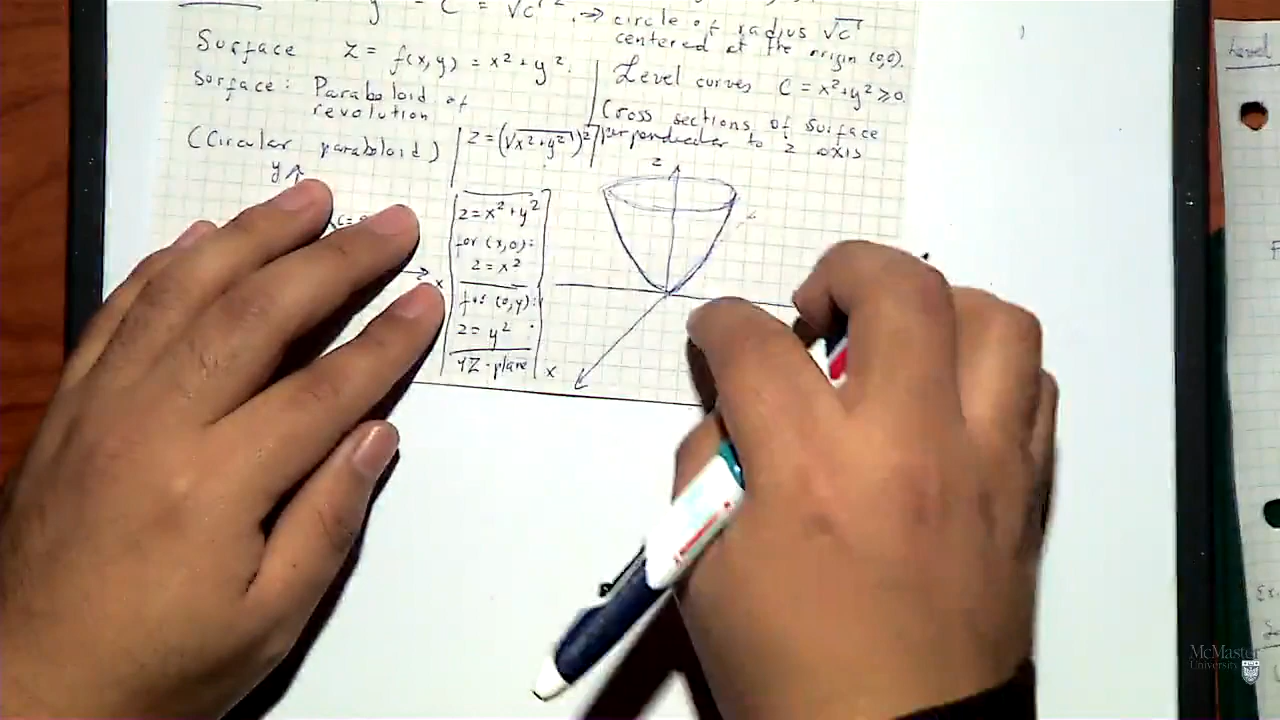 y = C = √c
⇒ circle of radius √c
centered at the origin (0,0).
Surface z = f(x,y) = x² + y².
Surface: Paraboloid of
revolution
(Circular paraboloid)
z = (√x²+y²)²
Level curves C = x²+y² ≥ 0.
Cross sections of surface
perpendicular to z axis
y
x
z = x² + y²
for (x,0):
z = x²
for (0,y):
z = y²
YZ-plane
z
x
Level
McMaster
University